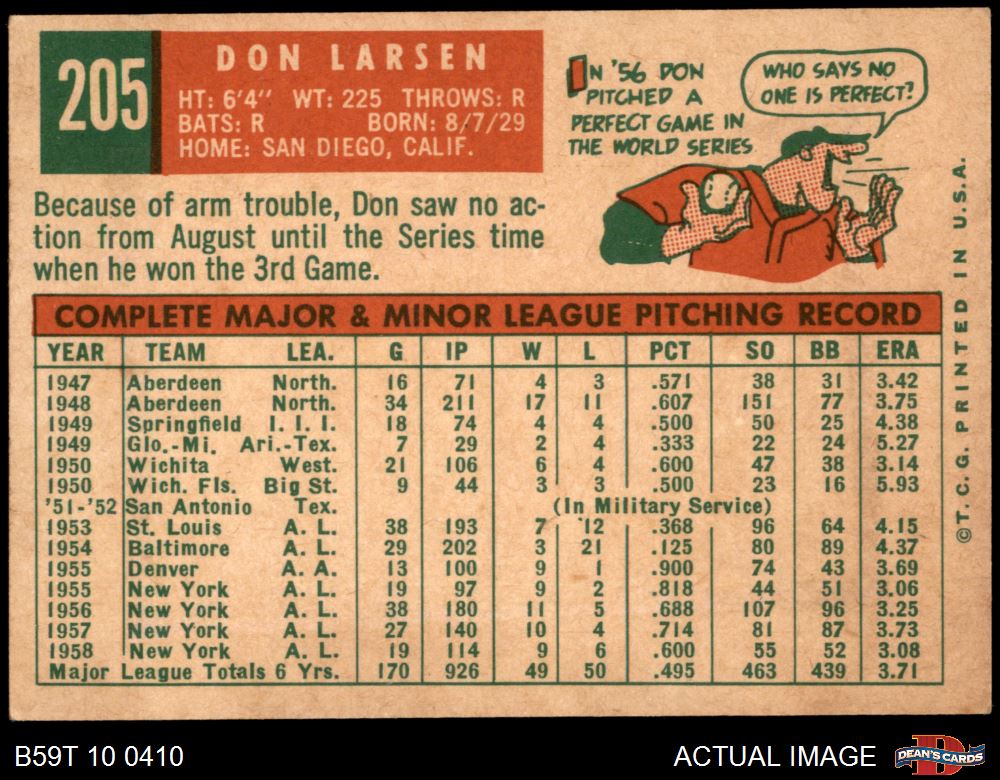 205
DON LARSEN
HT: 6'4" WT: 225 THROWS: R
BATS: R BORN: 8/7/29
HOME: SAN DIEGO, CALIF.
IN '56 DON
PITCHED A
PERFECT GAME IN
THE WORLD SERIES
WHO SAYS NO
ONE IS PERFECT?
Because of arm trouble, Don saw no ac-
tion from August until the Series time
when he won the 3rd Game.
COMPLETE MAJOR & MINOR LEAGUE PITCHING RECORD
YEAR TEAM LEA. G IP W L PCT SO BB ERA
1947 Aberdeen North. 16 71 4 3 .571 38 31 3.42
1948 Aberdeen North. 34 211 17 11 .607 151 77 3.75
1949 Springfield I. I. I. 18 74 4 4 .500 50 25 4.38
1949 Glo.-Mi. Ari.-Tex. 7 29 2 4 .333 22 24 5.27
1950 Wichita West. 21 106 6 4 .600 47 38 3.14
1950 Wich. Fls. Big St. 9 44 3 3 .500 23 16 5.93
'51-'52 San Antonio Tex. (In Military Service)
1953 St. Louis A. L. 38 193 7 12 .368 96 64 4.15
1954 Baltimore A. L. 29 202 3 21 .125 80 89 4.37
1955 Denver A. A. 13 100 9 1 .900 74 43 3.69
1955 New York A. L. 19 97 9 2 .818 44 51 3.06
1956 New York A. L. 38 180 11 5 .688 107 96 3.25
1957 New York A. L. 27 140 10 4 .714 81 87 3.73
1958 New York A. L. 19 114 9 6 .600 55 52 3.08
Major League Totals 6 Yrs. 170 926 49 50 .495 463 439 3.71
©T. C. G. PRINTED IN U.S.A.
B59T 10 0410
ACTUAL IMAGE
DEAN'S CARDS